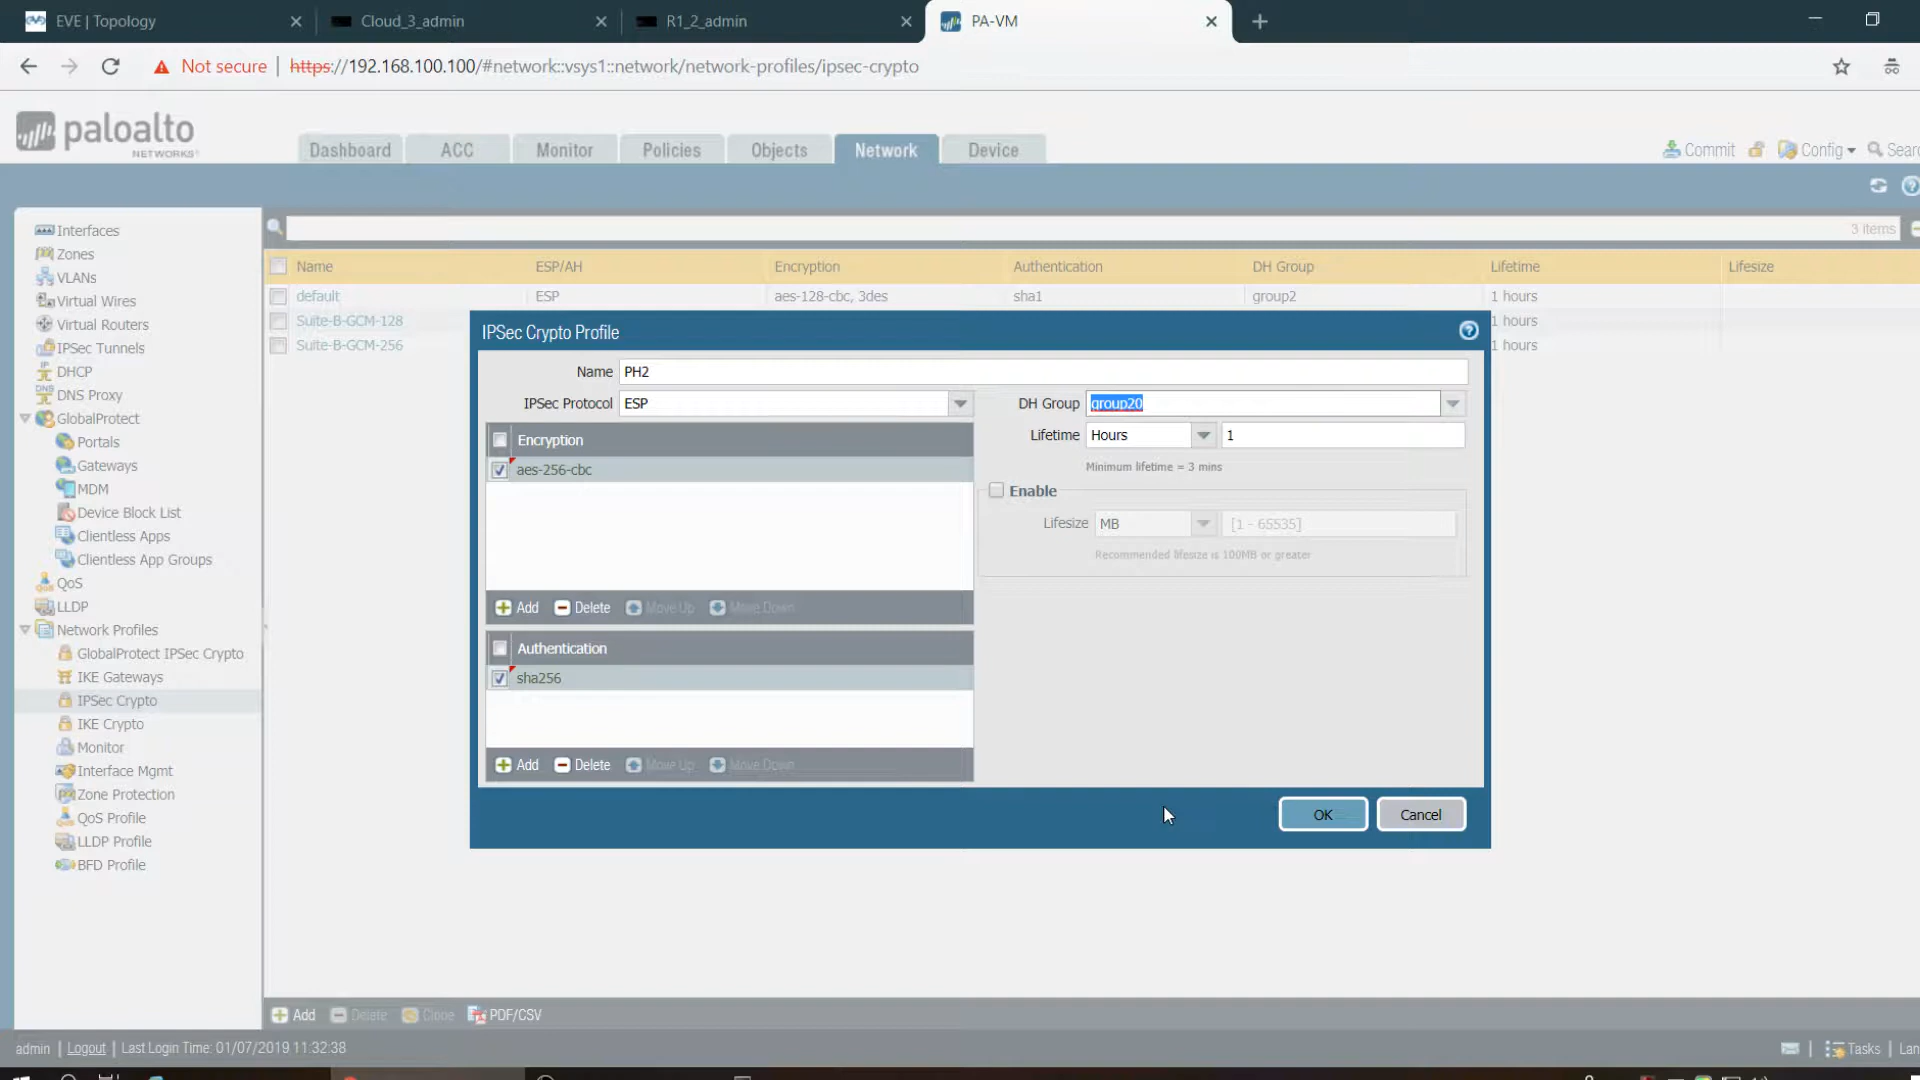 EVE | Topology
Cloud_3_admin
R1_2_admin
PA-VM
Not secure | https://192.168.100.100/#network::vsys1::network/network-profiles/ipsec-crypto
paloalto
NETWORKS
Dashboard
ACC
Monitor
Policies
Objects
Network
Device
Commit
Config
Sear
Interfaces
Zones
VLANs
Virtual Wires
Virtual Routers
IPSec Tunnels
DHCP
DNS Proxy
GlobalProtect
Portals
Gateways
MDM
Device Block List
Clientless Apps
Clientless App Groups
QoS
LLDP
Network Profiles
GlobalProtect IPSec Crypto
IKE Gateways
IPSec Crypto
IKE Crypto
Monitor
Interface Mgmt
Zone Protection
QoS Profile
LLDP Profile
BFD Profile
3 items
Name ESP/AH Encryption Authentication DH Group Lifetime Lifesize
default ESP aes-128-cbc, 3des sha1 group2 1 hours
Suite-B-GCM-128 1 hours
Suite-B-GCM-256 1 hours
IPSec Crypto Profile
Name PH2
IPSec Protocol ESP
DH Group group20
Encryption
Lifetime Hours 1
aes-256-cbc
Minimum lifetime = 3 mins
Enable
Lifesize MB [1 - 65535]
Recommended lifesize is 100MB or greater
Add Delete Move Up Move Down
Authentication
sha256
Add Delete Move Up Move Down
OK Cancel
Add Delete Clone PDF/CSV
admin | Logout | Last Login Time: 01/07/2019 11:32:38
Tasks | Lan